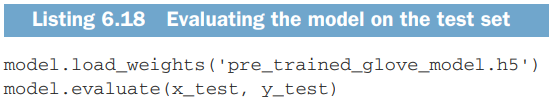 Listing 6.18 Evaluating the model on the test set
model.load_weights('pre_trained_glove_model.h5')
model.evaluate(x_test, y_test)